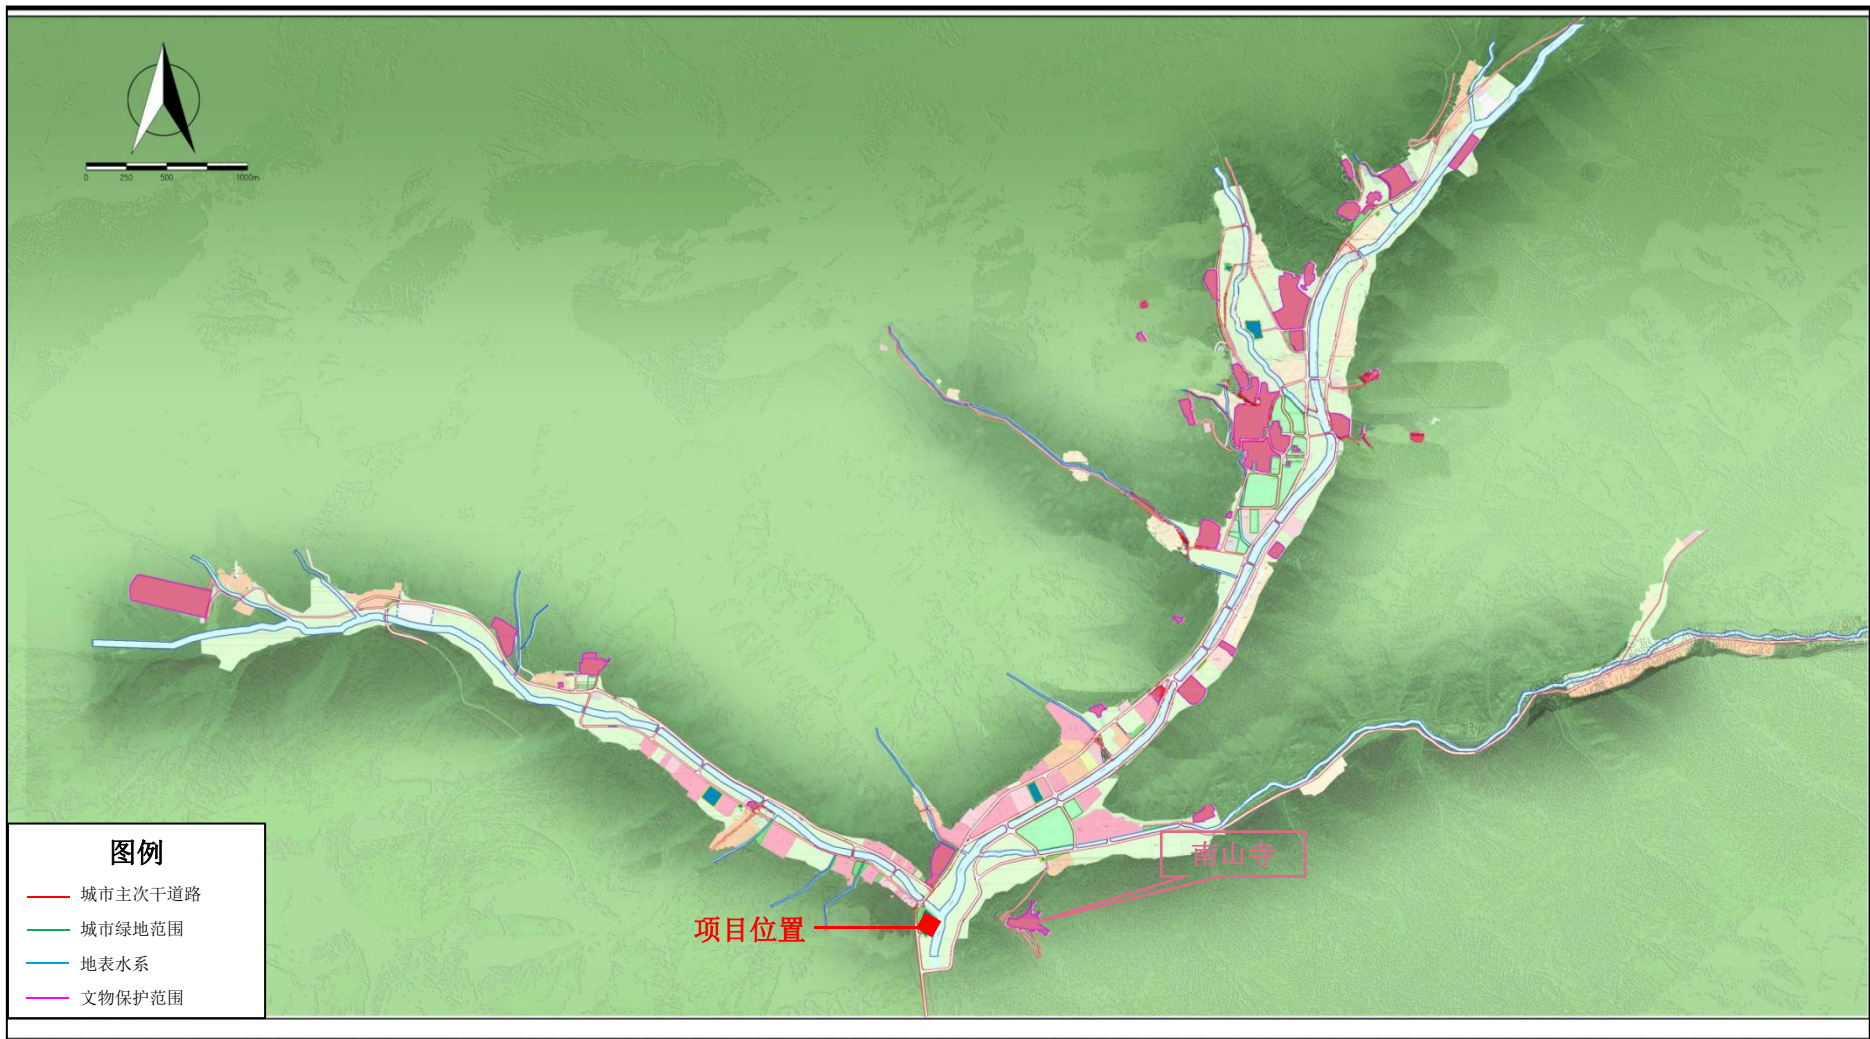 0 250 500 1000m
南山寺
项目位置
图例
城市主次干道路
城市绿地范围
地表水系
文物保护范围